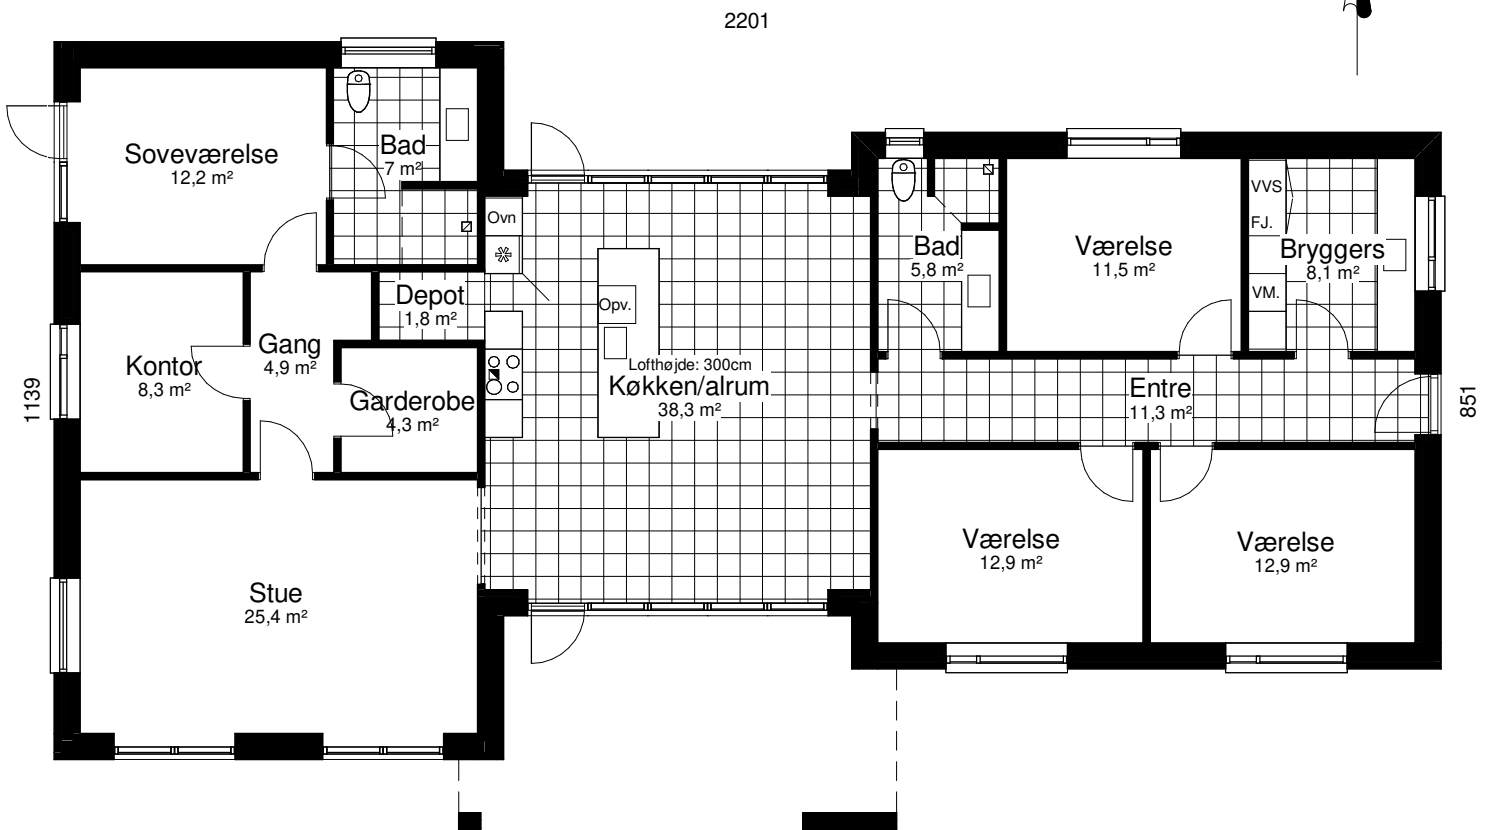 2201
Soveværelse
12,2 m²
Bad
7 m²
Ovn
Depot
1,8 m²
Opv.
Gang
4,9 m²
Kontor
8,3 m²
Garderobe
4,3 m²
Lofthøjde: 300cm
Køkken/alrum
38,3 m²
Bad
5,8 m²
Værelse
11,5 m²
VVS
FJ.
VM.
Bryggers
8,1 m²
Entre
11,3 m²
1139
851
Stue
25,4 m²
Værelse
12,9 m²
Værelse
12,9 m²